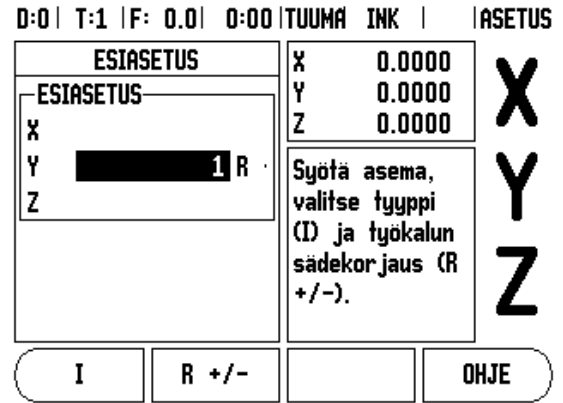 D:0 | T:1 | F: 0.0 | 0:00 | TUUMA INK | | ASETUS
ESIASETUS
ESIASETUS
X
Y 1 R
Z
X 0.0000
Y 0.0000
Z 0.0000
Syötä asema,
valitse tyyppi
(I) ja työkalun
sädekorjaus (R
+/-).
X
Y
Z
I R +/- OHJE